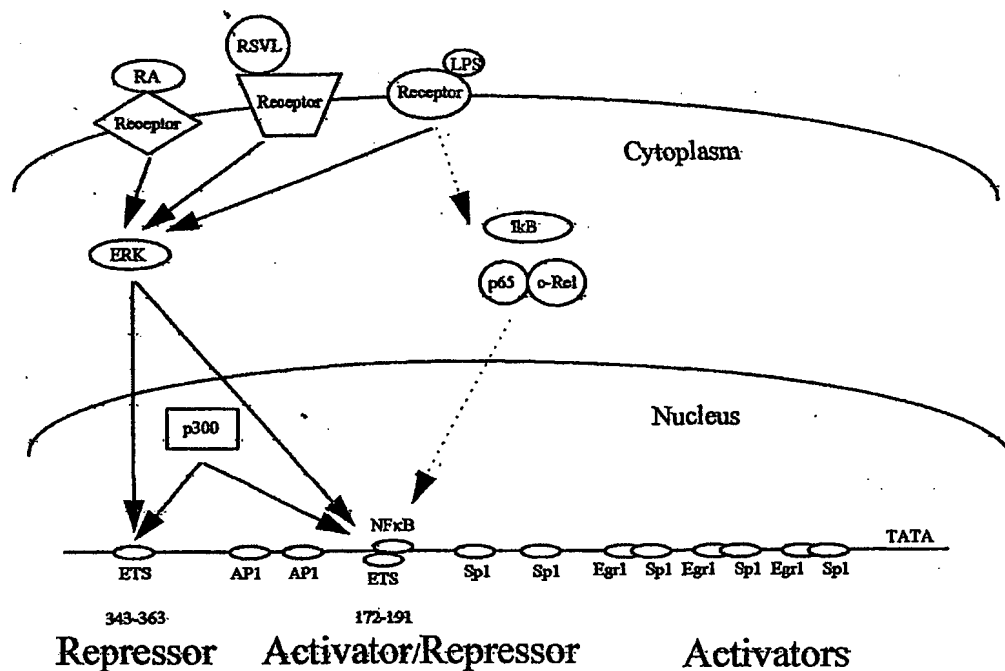 RSVL
LPS
RA
Receptor
Receptor
Receptor
Cytoplasm
IkB
ERK
p65
c-Rel
Nucleus
p300
NFκB
TATA
ETS
AP1
AP1
ETS
Sp1
Sp1
Egr1
Sp1
Egr1
Sp1
Egr1
Sp1
343-363
172-191
Repressor
Activator/Repressor
Activators